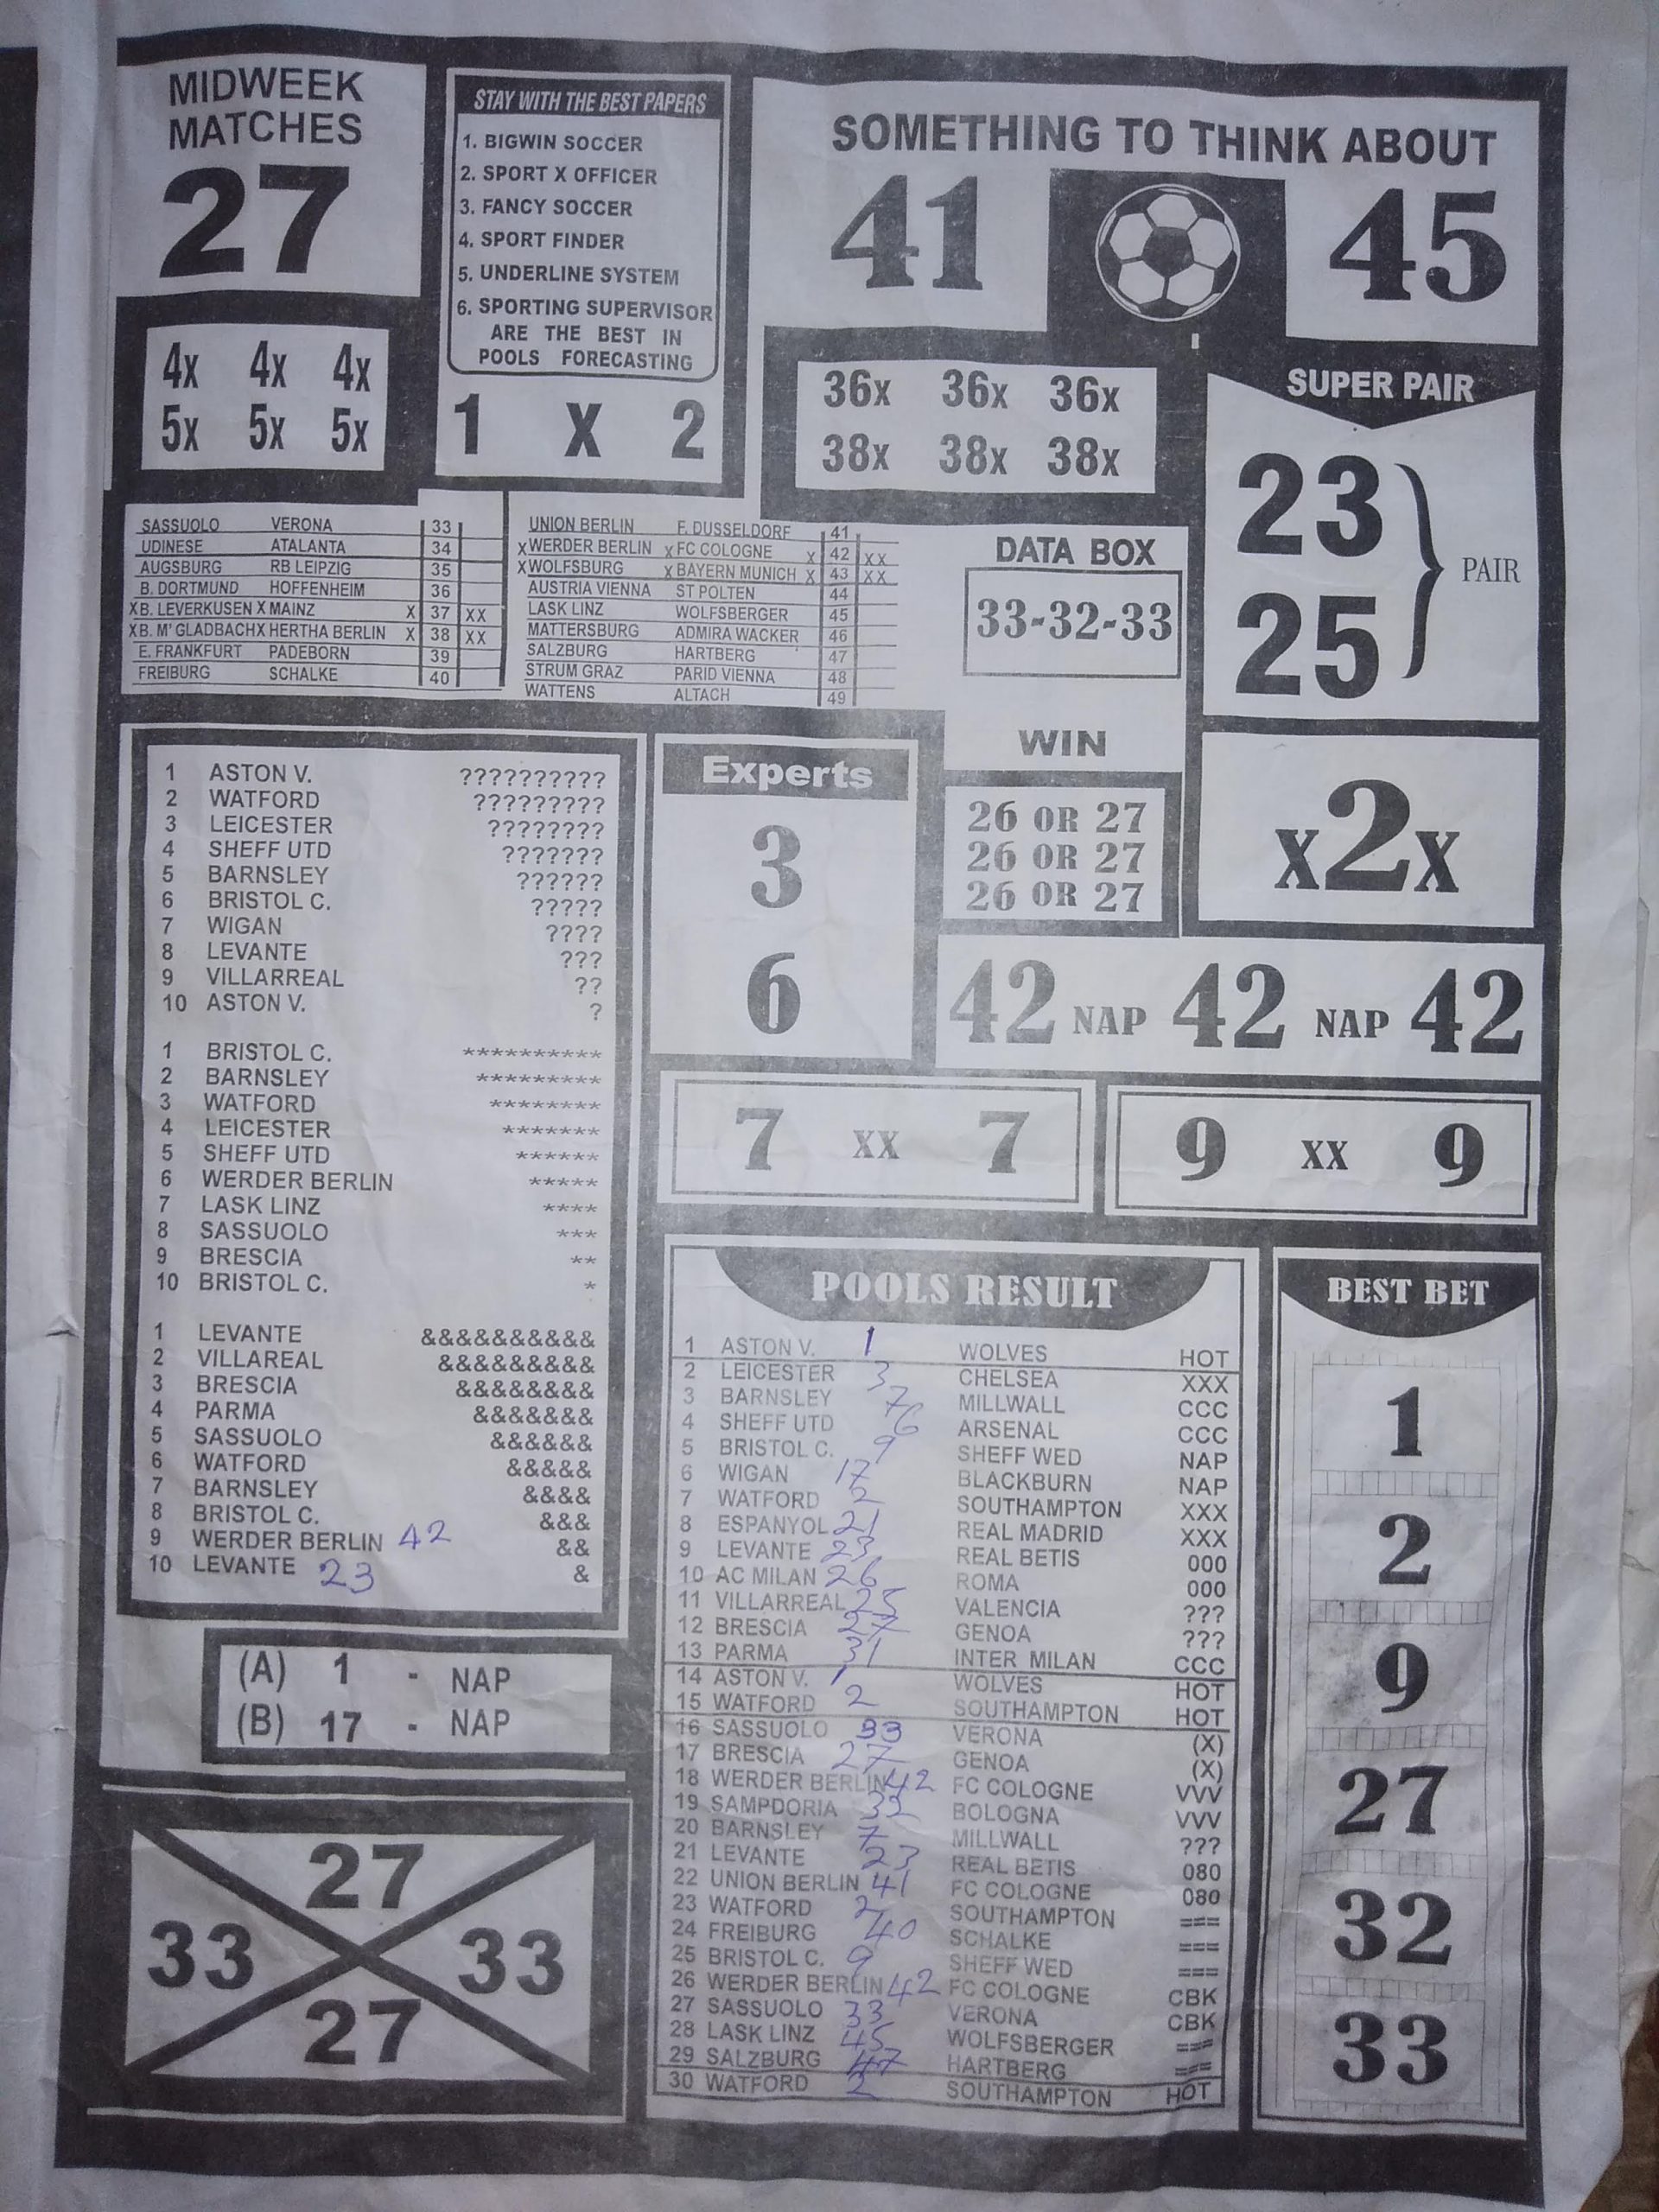 MIDWEEK
MATCHES
27
4x 4x 4x
5x 5x 5x
STAY WITH THE BEST PAPERS
1. BIGWIN SOCCER
2. SPORT X OFFICER
3. FANCY SOCCER
4. SPORT FINDER
5. UNDERLINE SYSTEM
6. SPORTING SUPERVISOR
ARE THE BEST IN
POOLS FORECASTING
1 X 2
SOMETHING TO THINK ABOUT
41 45
36x 36x 36x
38x 38x 38x
SUPER PAIR
23
25
PAIR
SASSUOLO VERONA 33
UDINESE ATALANTA 34
AUGSBURG RB LEIPZIG 35
B. DORTMUND HOFFENHEIM 36
XB. LEVERKUSEN X MAINZ X 37 XX
XB. M' GLADBACHX HERTHA BERLIN X 38 XX
E. FRANKFURT PADEBORN 39
FREIBURG SCHALKE 40
UNION BERLIN F. DUSSELDORF 41
XWERDER BERLIN XFC COLOGNE X 42 XX
XWOLFSBURG XBAYERN MUNICH X 43 XX
AUSTRIA VIENNA ST POLTEN 44
LASK LINZ WOLFSBERGER 45
MATTERSBURG ADMIRA WACKER 46
SALZBURG HARTBERG 47
STRUM GRAZ PARID VIENNA 48
WATTENS ALTACH 49
DATA BOX
33-32-33
WIN
26 OR 27
26 OR 27
26 OR 27
x2x
1 ASTON V. ??????????
2 WATFORD ?????????
3 LEICESTER ????????
4 SHEFF UTD ???????
5 BARNSLEY ??????
6 BRISTOL C. ?????
7 WIGAN ????
8 LEVANTE ???
9 VILLARREAL ??
10 ASTON V. ?
1 BRISTOL C. **********
2 BARNSLEY *********
3 WATFORD ********
4 LEICESTER *******
5 SHEFF UTD ******
6 WERDER BERLIN *****
7 LASK LINZ ****
8 SASSUOLO ***
9 BRESCIA **
10 BRISTOL C. *
1 LEVANTE &&&&&&&&&&
2 VILLAREAL &&&&&&&&&
3 BRESCIA &&&&&&&&
4 PARMA &&&&&&&
5 SASSUOLO &&&&&&
6 WATFORD &&&&&
7 BARNSLEY &&&&
8 BRISTOL C. &&&
9 WERDER BERLIN 42 &&
10 LEVANTE 23 &
Experts
3
6
42 NAP 42 NAP 42
7 XX 7
9 XX 9
(A) 1 - NAP
(B) 17 - NAP
27
33 33
27
POOLS RESULT
1 ASTON V. 1 WOLVES HOT
2 LEICESTER 3 CHELSEA XXX
3 BARNSLEY 7 MILLWALL CCC
4 SHEFF UTD 6 ARSENAL CCC
5 BRISTOL C. 9 SHEFF WED NAP
6 WIGAN 17 BLACKBURN NAP
7 WATFORD 2 SOUTHAMPTON XXX
8 ESPANYOL 21 REAL MADRID XXX
9 LEVANTE 23 REAL BETIS 000
10 AC MILAN 26 ROMA 000
11 VILLARREAL 25 VALENCIA ???
12 BRESCIA 27 GENOA ???
13 PARMA 31 INTER MILAN CCC
14 ASTON V. 1 WOLVES HOT
15 WATFORD 2 SOUTHAMPTON HOT
16 SASSUOLO 33 VERONA (X)
17 BRESCIA 27 GENOA (X)
18 WERDER BERLIN 42 FC COLOGNE VVV
19 SAMPDORIA 32 BOLOGNA VVV
20 BARNSLEY 7 MILLWALL ???
21 LEVANTE 23 REAL BETIS 080
22 UNION BERLIN 41 FC COLOGNE 080
23 WATFORD 2 SOUTHAMPTON ===
24 FREIBURG 40 SCHALKE ===
25 BRISTOL C. 9 SHEFF WED ===
26 WERDER BERLIN 42 FC COLOGNE CBK
27 SASSUOLO 33 VERONA CBK
28 LASK LINZ 45 WOLFSBERGER ===
29 SALZBURG 47 HARTBERG ===
30 WATFORD 2 SOUTHAMPTON HOT
BEST BET
1
2
9
27
32
33